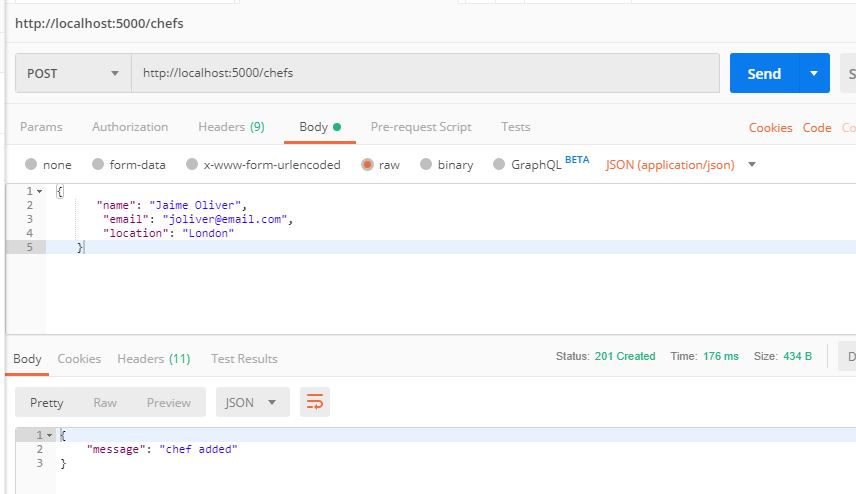 http://localhost:5000/chefs
POST http://localhost:5000/chefs Send S
Params Authorization Headers (9) Body Pre-request Script Tests Cookies Code Co
none form-data x-www-form-urlencoded raw binary GraphQL BETA JSON (application/json)
1 {
2 "name": "Jaime Oliver",
3 "email": "joliver@email.com",
4 "location": "London"
5 }
Body Cookies Headers (11) Test Results Status: 201 Created Time: 176 ms Size: 434 B D
Pretty Raw Preview JSON
1 {
2 "message": "chef added"
3 }